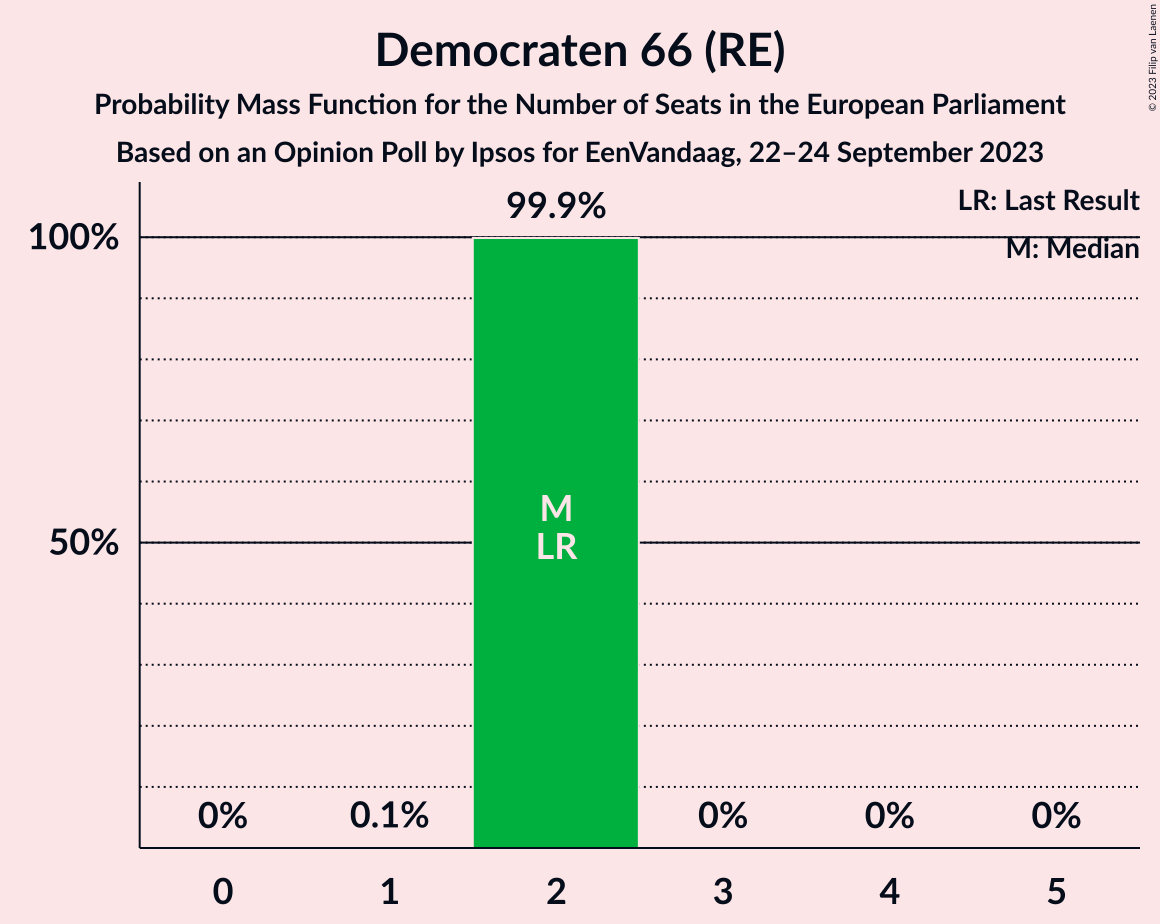 Democraten 66 (RE)
Probability Mass Function for the Number of Seats in the European Parliament
Based on an Opinion Poll by Ipsos for EenVandaag, 22–24 September 2023
© 2023 Filip van Laenen
LR: Last Result
M: Median
99.9%
100%
50%
M
LR
0%
0.1%
0%
0%
0%
0
1
2
3
4
5